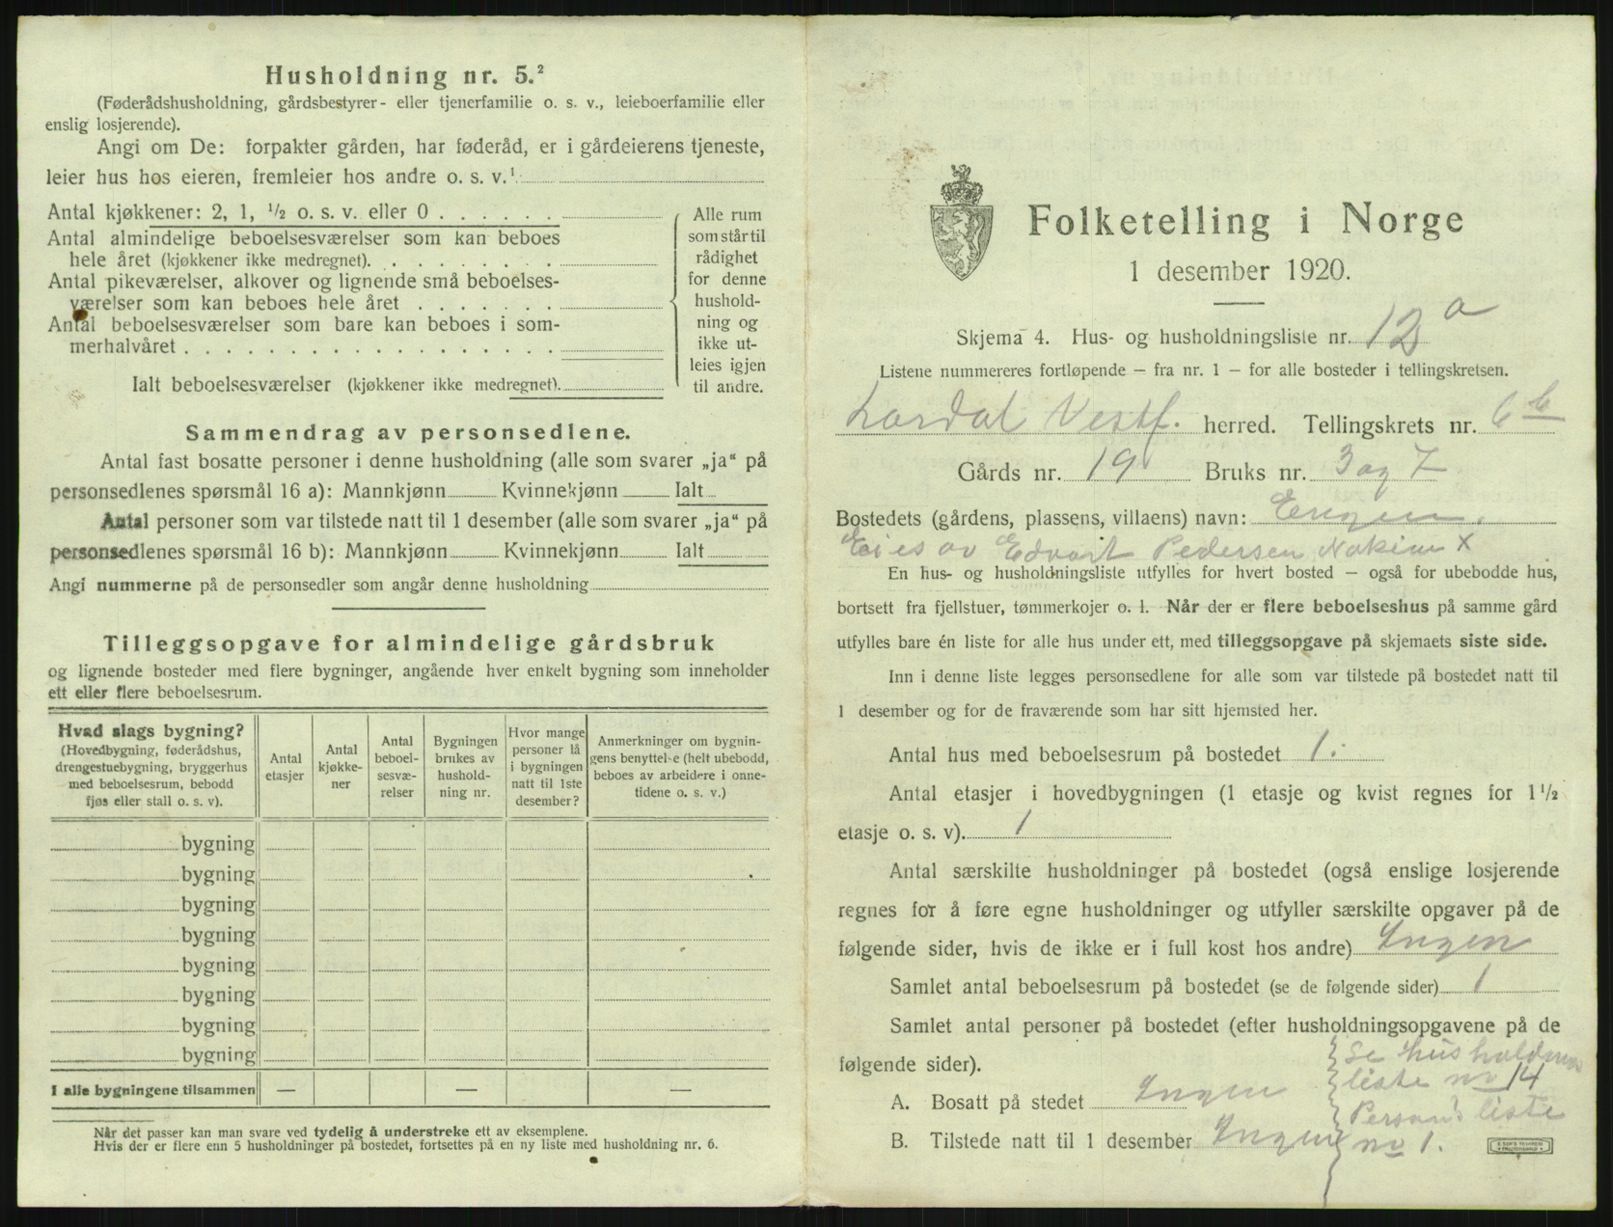 Husholdning nr. 5.²
(Føderådshusholdning, gårdsbestyrer- eller tjenerfamilie o. s. v., leieboerfamilie eller
enslig losjerende).
Angi om De: forpakter gården, har føderåd, er i gårdeierens tjeneste,
leier hus hos eieren, fremleier hos andre o. s. v.¹
Antal kjøkkener: 2, 1, ¹/₂ o. s. v. eller 0 . . . . . .
Antal almindelige beboelsesværelser som kan beboes
hele året (kjøkkener ikke medregnet). . . . . . . . .
Antal pikeværelser, alkover og lignende små beboelses-
værelser som kan beboes hele året . . . . . . .
Antal beboelsesværelser som bare kan beboes i som-
merhalvåret . . . . . . . . . . . . . . . . . .
Ialt beboelsesværelser (kjøkkener ikke medregnet).
Alle rum
som står til
rådighet
for denne
hushold-
ning og
ikke ut-
leies igjen
til andre.
Sammendrag av personsedlene.
Antal fast bosatte personer i denne husholdning (alle som svarer „ja“ på
personsedlenes spørsmål 16 a): Mannkjønn Kvinnekjønn Ialt
Antal personer som var tilstede natt til 1 desember (alle som svarer „ja“ på
personsedlenes spørsmål 16 b): Mannkjønn Kvinnekjønn Ialt
Angi nummerne på de personsedler som angår denne husholdning
Tilleggsopgave for almindelige gårdsbruk
og lignende bosteder med flere bygninger, angående hver enkelt bygning som inneholder
ett eller flere beboelsesrum.
Hvad slags bygning?
(Hovedbygning, føderådshus,
drengestuebygning, bryggerhus
med beboelsesrum, bebodd
fjøs eller stall o. s. v).
Antal
etasjer
Antal
kjøkke-
ner
Antal
beboel-
sesvæ-
relser
Bygningen
brukes av
hushold-
ning nr.
Hvor mange
personer lå
i bygningen
natt til 1ste
desember?
Anmerkninger om bygnin-
gens benyttelse (helt ubebodd,
beboes av arbeidere i onne-
tidene o. s. v.)
bygning
bygning
bygning
bygning
bygning
bygning
bygning
bygning
I alle bygningene tilsammen — — —
Når det passer kan man svare ved tydelig å understreke ett av eksemplene.
Hvis der er flere enn 5 husholdninger på bostedet, fortsettes på en ny liste med husholdning nr. 6.
Folketelling i Norge
1 desember 1920.
Skjema 4. Hus- og husholdningsliste nr. 12 a
Listene nummereres fortløpende — fra nr. 1 — for alle bosteder i tellingskretsen.
Lardal Vestf. herred. Tellingskrets nr. 6 b
Gårds nr. 19 Bruks nr. 3 og 7
Bostedets (gårdens, plassens, villaens) navn: Engen.
Eies av Edvart Pedersen X
En hus- og husholdningsliste utfylles for hvert bosted — også for ubebodde hus,
bortsett fra fjellstuer, tømmerkojer o. l. Når der er flere beboelseshus på samme gård
utfylles bare én liste for alle hus under ett, med tilleggsopgave på skjemaets siste side.
Inn i denne liste legges personsedlene for alle som var tilstede på bostedet natt til
1 desember og for de fraværende som har sitt hjemsted her.
Antal hus med beboelsesrum på bostedet 1.
Antal etasjer i hovedbygningen (1 etasje og kvist regnes for 1 ¹/₂
etasje o. s. v). 1
Antal særskilte husholdninger på bostedet (også enslige losjerende
regnes for å føre egne husholdninger og utfyller særskilte opgaver på de
følgende sider, hvis de ikke er i full kost hos andre) Ingen
Samlet antal beboelsesrum på bostedet (se de følgende sider) 1
Samlet antal personer på bostedet (efter husholdningsopgavene på de
følgende sider).
A. Bosatt på stedet Ingen
B. Tilstede natt til 1 desember Ingen
Se
liste no 14
liste
no 1.